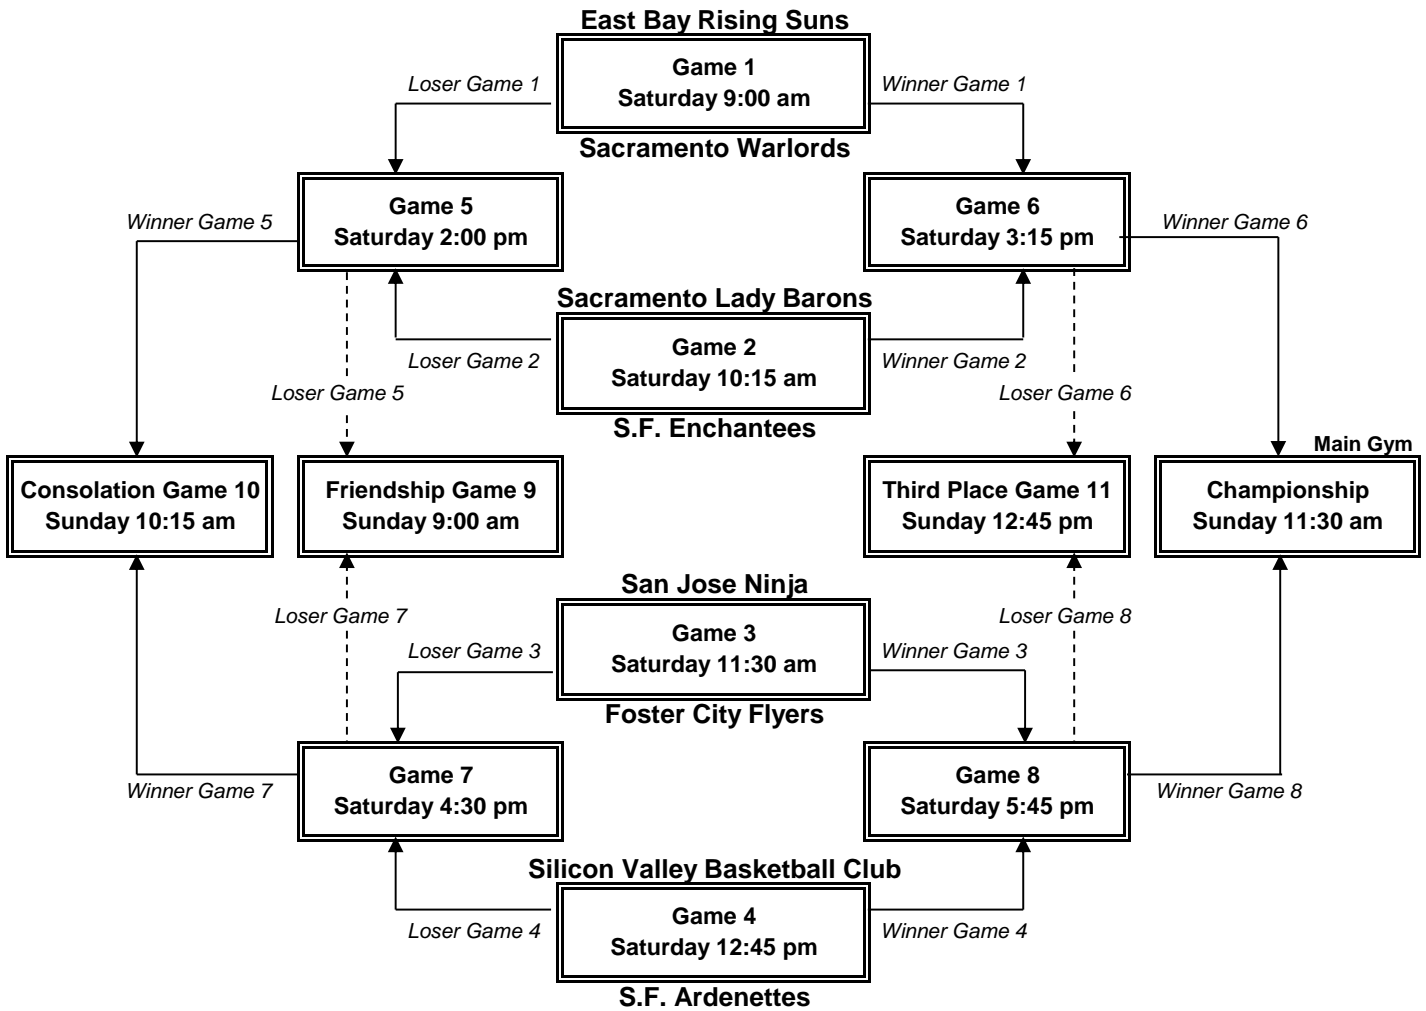 East Bay Rising Suns
Game 1
Saturday 9:00 am
Loser Game 1
Winner Game 1
Sacramento Warlords
Game 5
Saturday 2:00 pm
Game 6
Saturday 3:15 pm
Winner Game 5
Winner Game 6
Sacramento Lady Barons
Game 2
Saturday 10:15 am
Loser Game 2
Winner Game 2
Loser Game 5
Loser Game 6
S.F. Enchantees
Main Gym
Consolation Game 10
Sunday 10:15 am
Friendship Game 9
Sunday 9:00 am
Third Place Game 11
Sunday 12:45 pm
Championship
Sunday 11:30 am
San Jose Ninja
Loser Game 7
Loser Game 8
Game 3
Saturday 11:30 am
Loser Game 3
Winner Game 3
Foster City Flyers
Game 7
Saturday 4:30 pm
Game 8
Saturday 5:45 pm
Winner Game 7
Winner Game 8
Silicon Valley Basketball Club
Game 4
Saturday 12:45 pm
Loser Game 4
Winner Game 4
S.F. Ardenettes